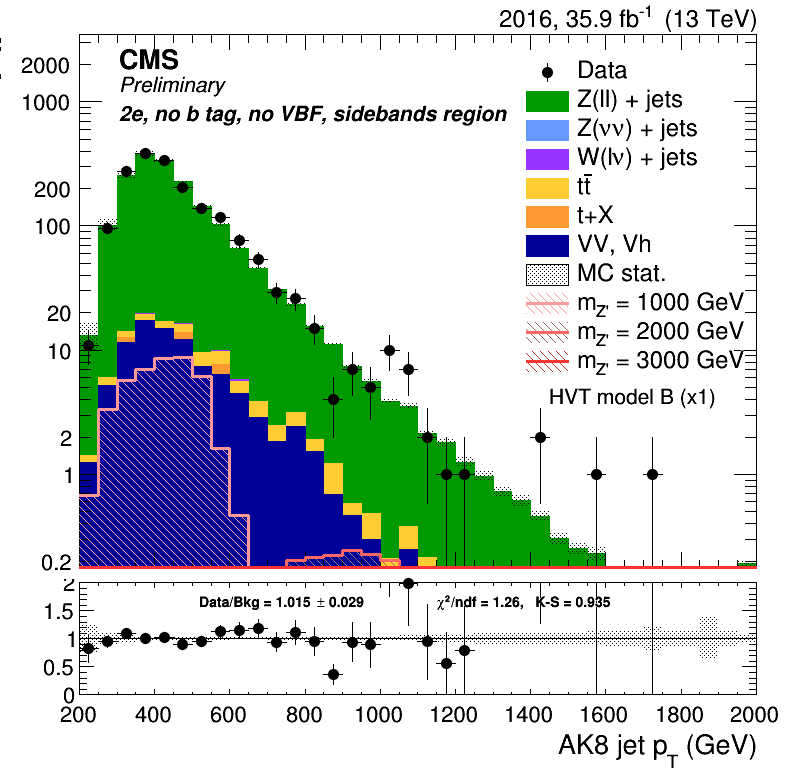 2016, 35.9 fb⁻¹ (13 TeV)
CMS
Preliminary
2e, no b tag, no VBF, sidebands region
Data
Z(ll) + jets
Z(νν) + jets
W(lν) + jets
tt̄
t+X
VV, Vh
MC stat.
m_Z' = 1000 GeV
m_Z' = 2000 GeV
m_Z' = 3000 GeV
HVT model B (x1)
2000
1000
200
100
20
10
2
1
0.2
Data/Bkg = 1.015 ± 0.029
χ²/ndf = 1.26, K-S = 0.935
2
1.5
1
0.5
0
200 400 600 800 1000 1200 1400 1600 1800 2000
AK8 jet p_T (GeV)